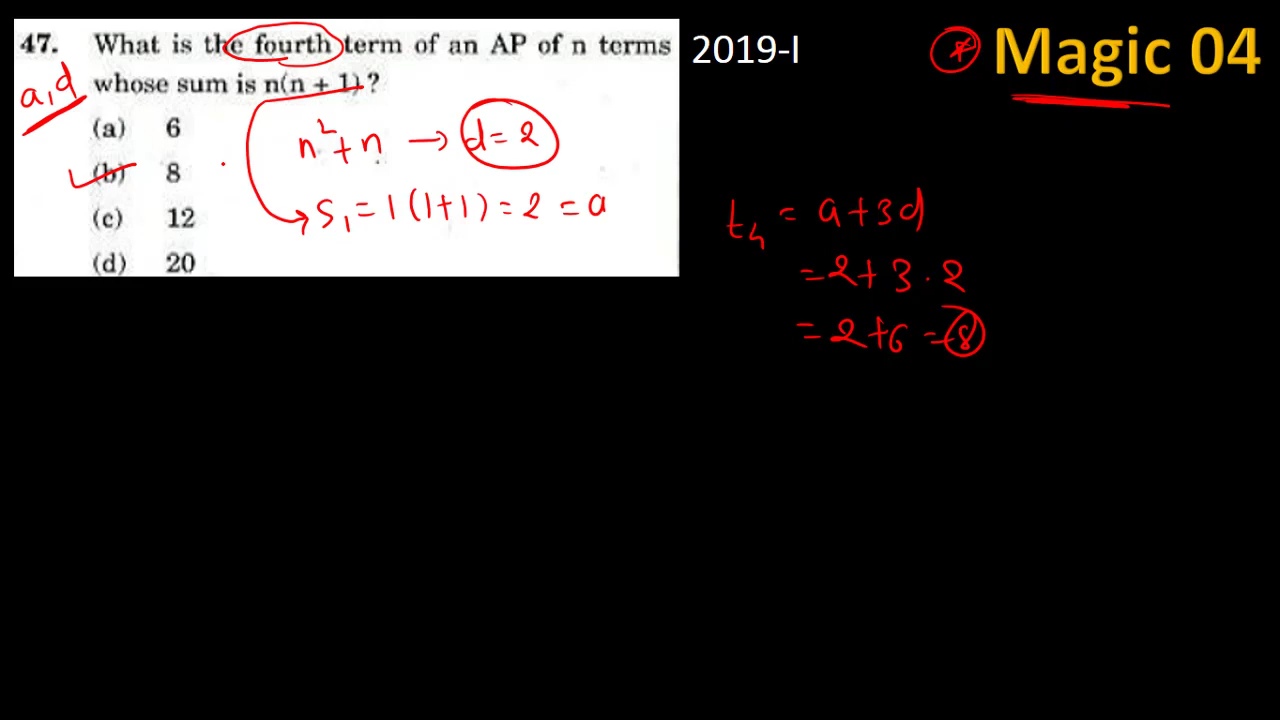 47. What is the fourth term of an AP of n terms
whose sum is n(n + 1)?
a,d
(a) 6
(b) 8
(c) 12
(d) 20
n² + n → d = 2
S₁ = 1(1+1) = 2 = a
2019-I
Magic 04
t₄ = a + 3d
= 2 + 3 · 2
= 2 + 6 = 8